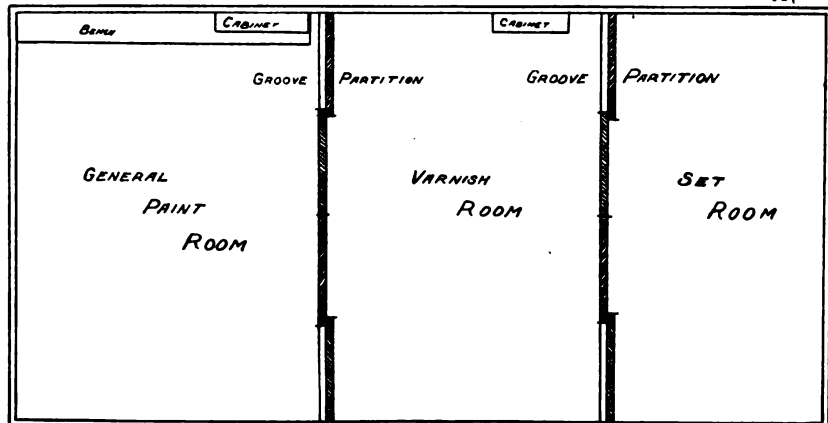 BENCH
CABINET
CABINET
GROOVE PARTITION
GROOVE PARTITION
GENERAL
PAINT
ROOM
VARNISH
ROOM
SET
ROOM